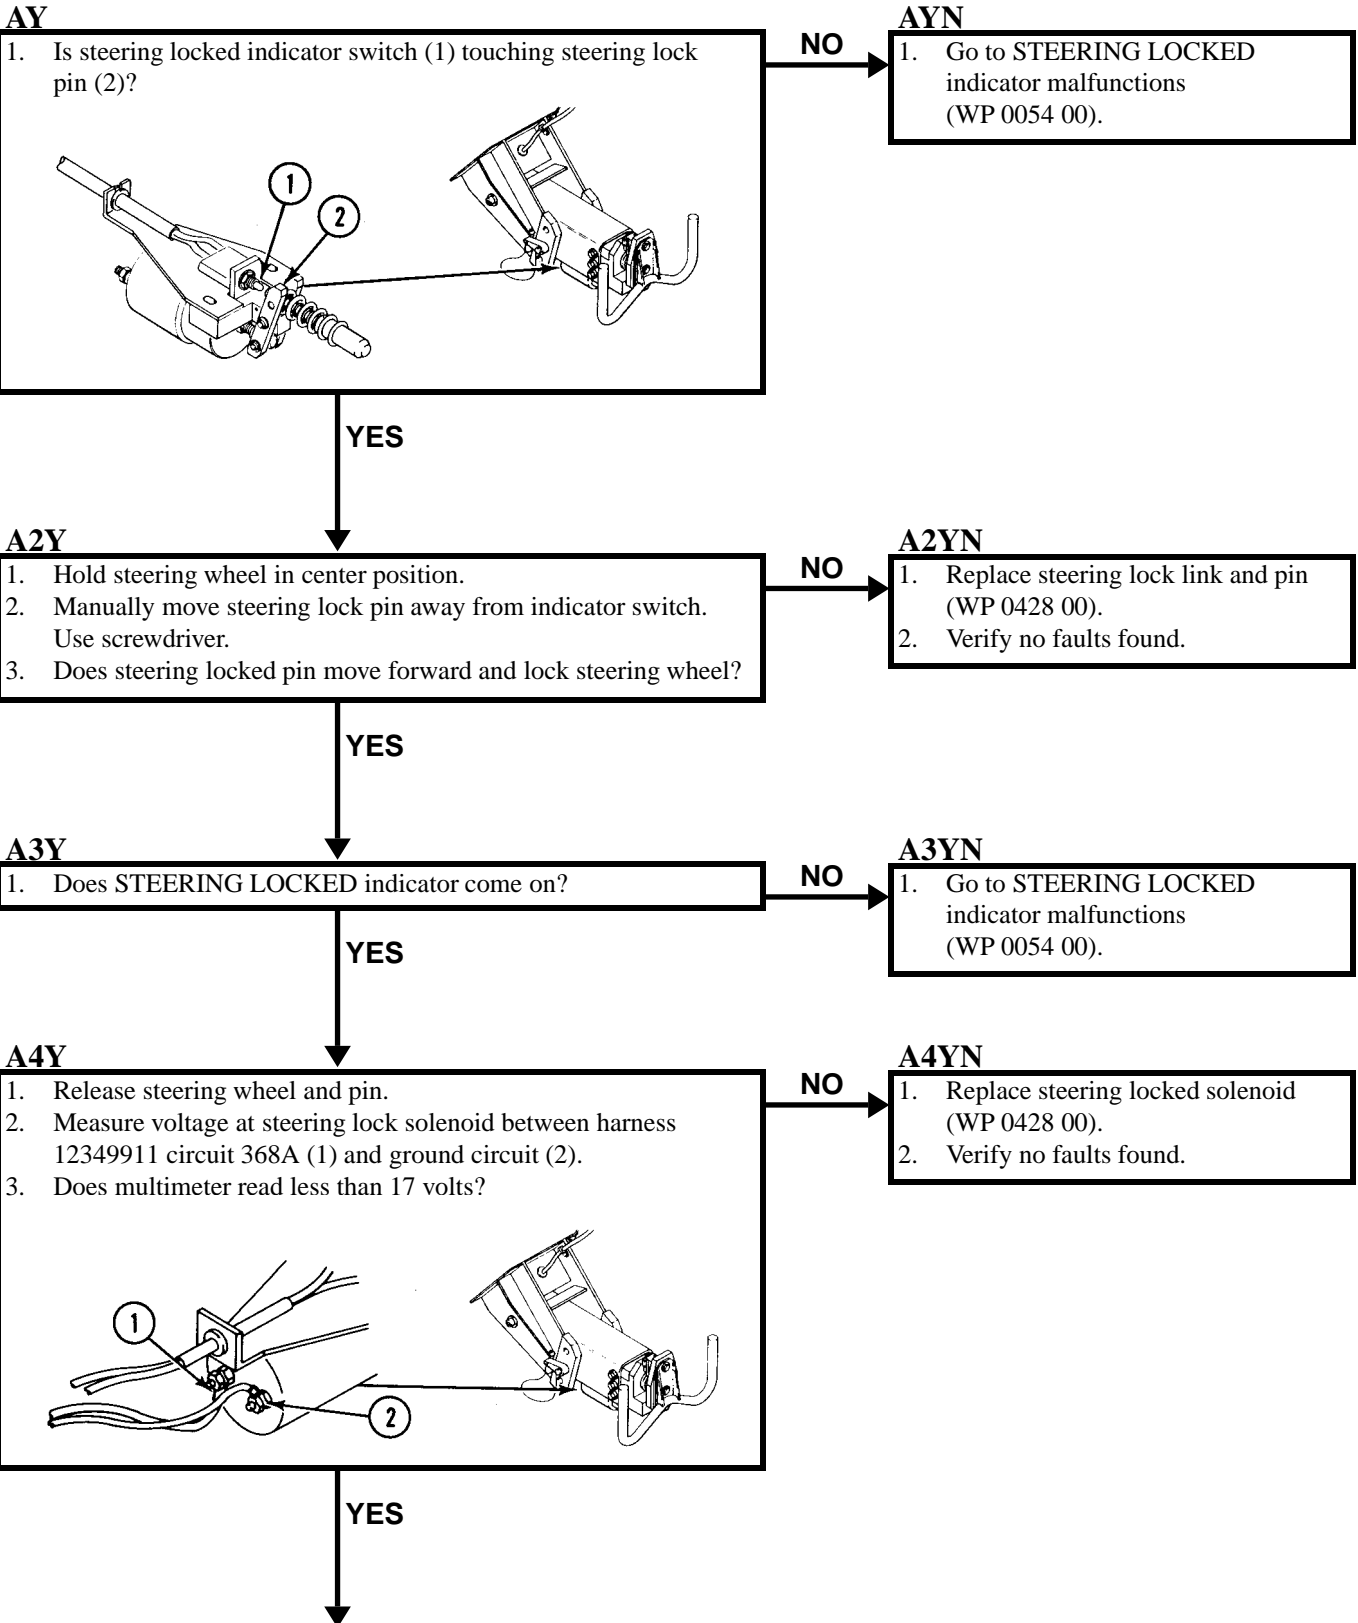 AY
1. Is steering locked indicator switch (1) touching steering lock
pin (2)?
1
2
NO
AYN
1. Go to STEERING LOCKED
indicator malfunctions
(WP 0054 00).
YES
A2Y
1. Hold steering wheel in center position.
2. Manually move steering lock pin away from indicator switch.
Use screwdriver.
3. Does steering locked pin move forward and lock steering wheel?
NO
A2YN
1. Replace steering lock link and pin
(WP 0428 00).
2. Verify no faults found.
YES
A3Y
1. Does STEERING LOCKED indicator come on?
NO
A3YN
1. Go to STEERING LOCKED
indicator malfunctions
(WP 0054 00).
YES
A4Y
1. Release steering wheel and pin.
2. Measure voltage at steering lock solenoid between harness
12349911 circuit 368A (1) and ground circuit (2).
3. Does multimeter read less than 17 volts?
1
2
NO
A4YN
1. Replace steering locked solenoid
(WP 0428 00).
2. Verify no faults found.
YES